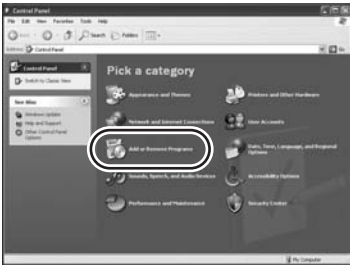 Control Panel
File Edit View Favorites Tools Help
Search Folders
Address Control Panel Go
Control Panel
Switch to Classic View
See Also
Windows Update
Help and Support
Other Control Panel Options
Pick a category
Appearance and Themes
Printers and Other Hardware
Network and Internet Connections
User Accounts
Add or Remove Programs
Date, Time, Language, and Regional Options
Sounds, Speech, and Audio Devices
Accessibility Options
Performance and Maintenance
Security Center
My Computer